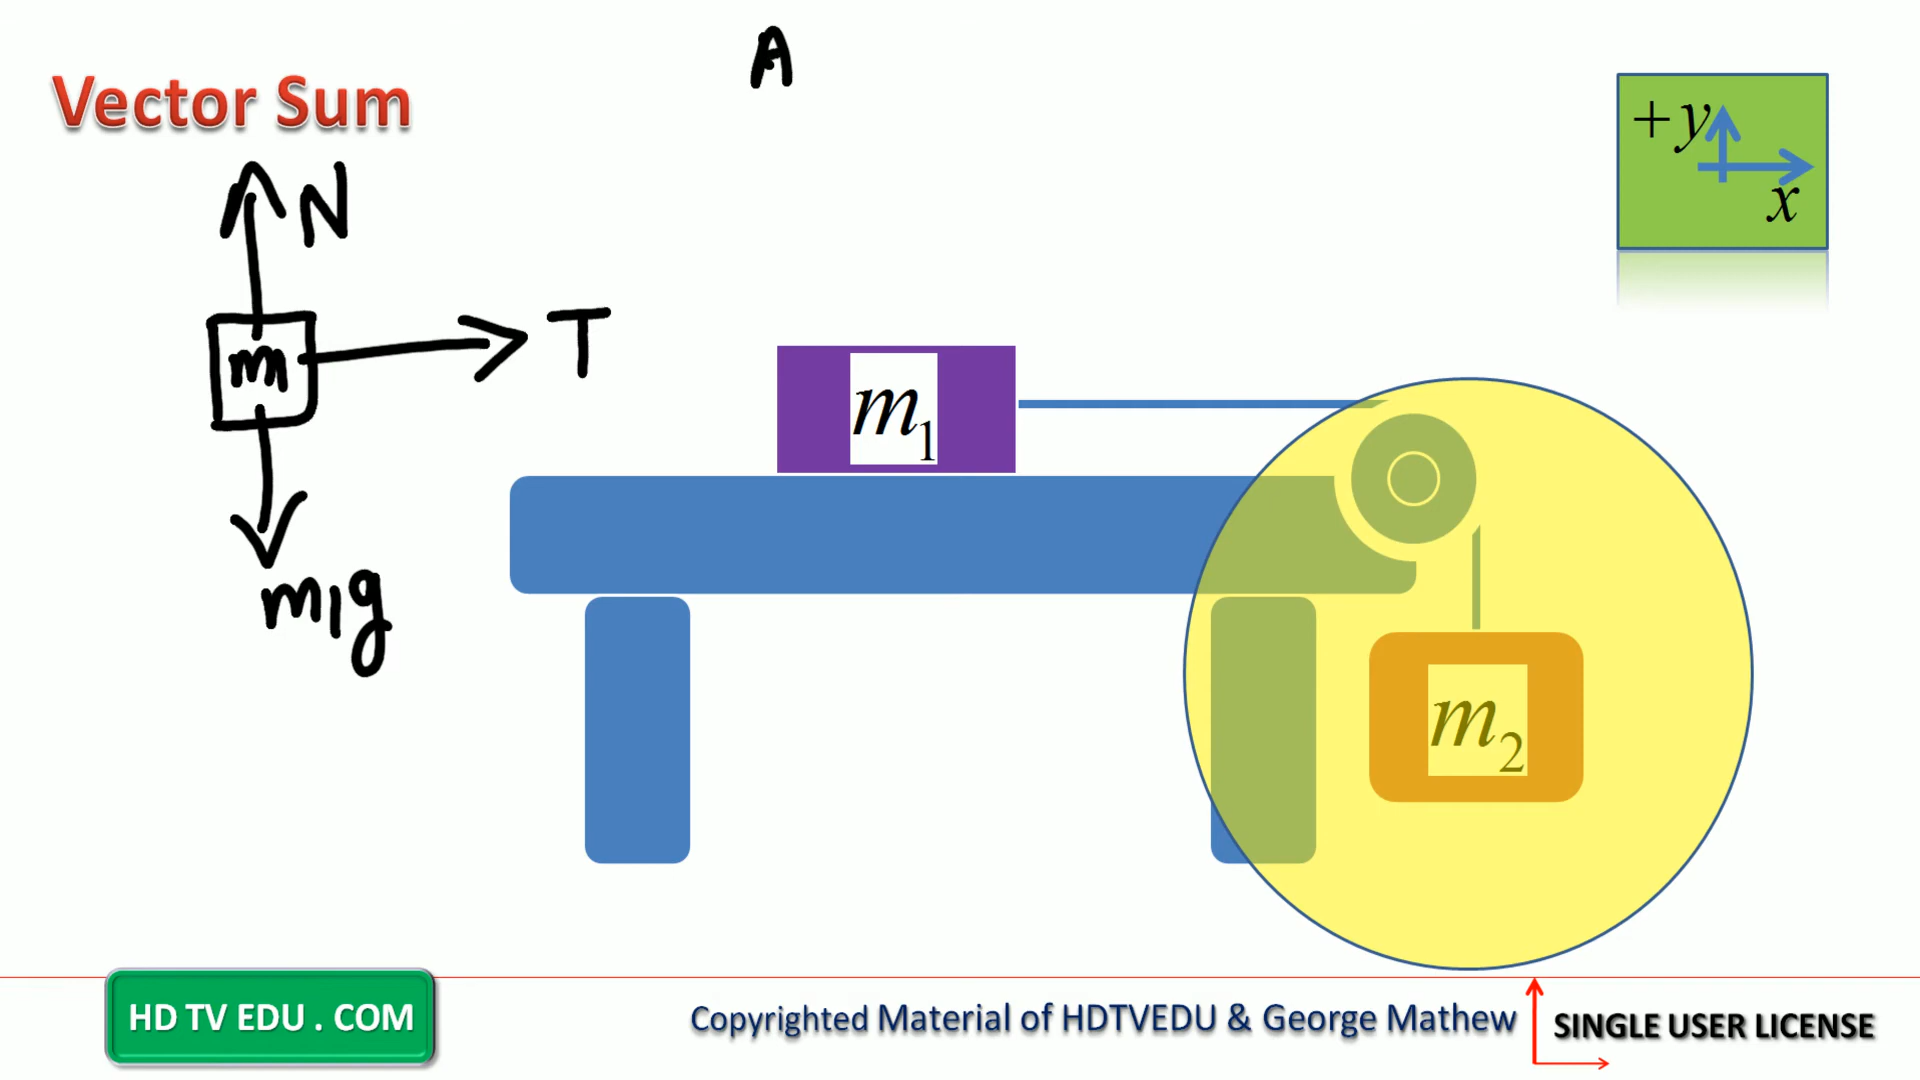 A
Vector Sum
+y
x
N
T
m
m₁g
m₁
m₂
HD TV EDU . COM
Copyrighted Material of HDTVEDU & George Mathew
SINGLE USER LICENSE